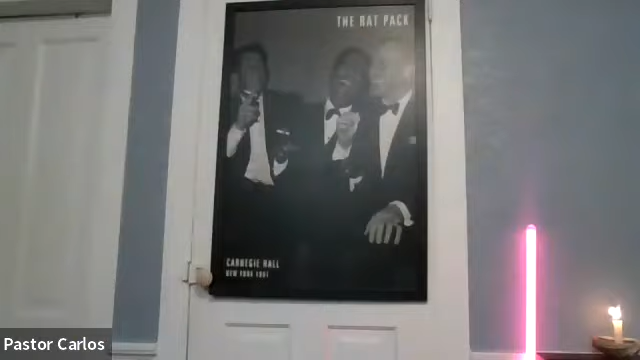 THE RAT PACK
CARNEGIE HALL
NEW YORK 1961
Pastor Carlos